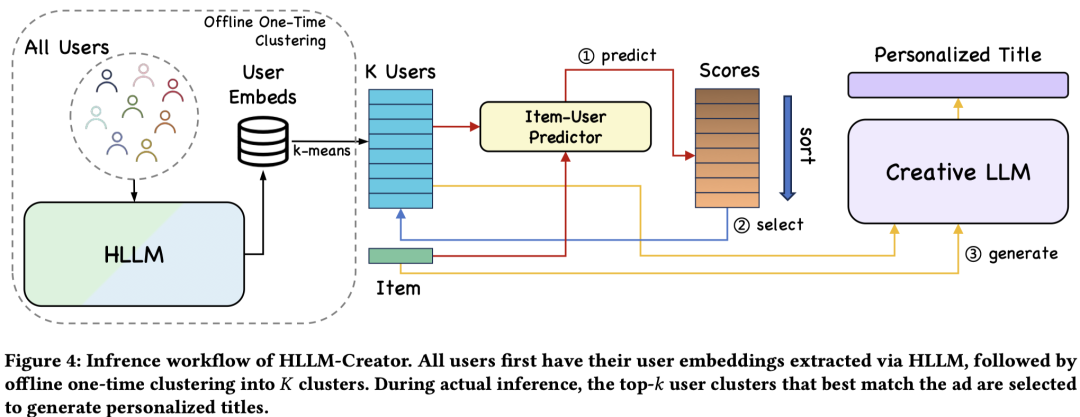 Offline One-Time
Clustering
All Users
User
Embeds
k-means
HLLM
K Users
① predict
Item-User
Predictor
Scores
sort
② select
Item
Personalized Title
Creative LLM
③ generate
Figure 4: Infrence workflow of HLLM-Creator. All users first have their user embeddings extracted via HLLM, followed by
offline one-time clustering into K clusters. During actual inference, the top-k user clusters that best match the ad are selected
to generate personalized titles.